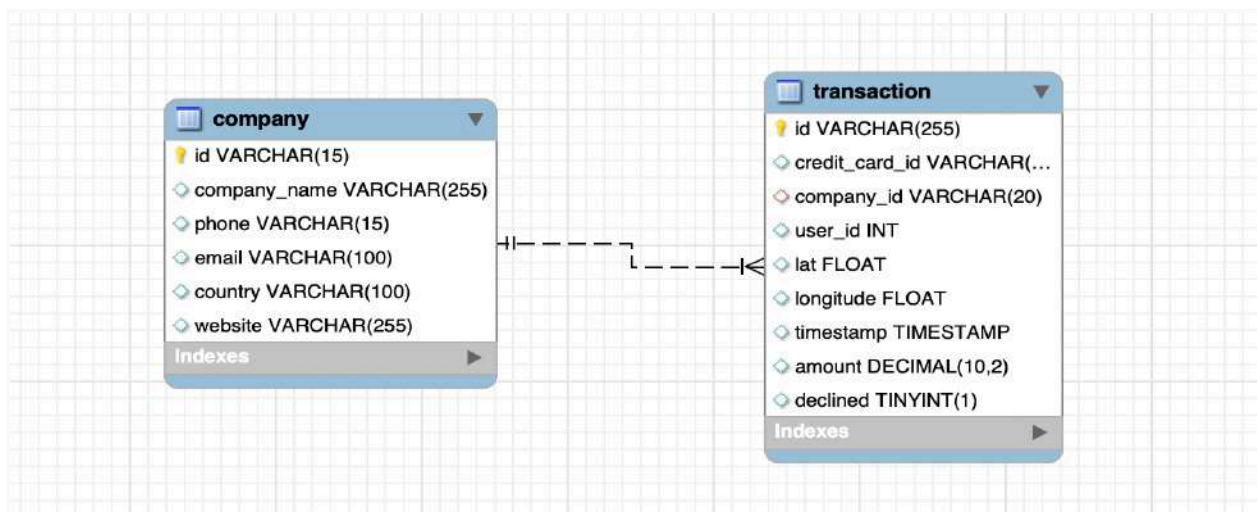 company
id VARCHAR(15)
company_name VARCHAR(255)
phone VARCHAR(15)
email VARCHAR(100)
country VARCHAR(100)
website VARCHAR(255)
Indexes
transaction
id VARCHAR(255)
credit_card_id VARCHAR(...
company_id VARCHAR(20)
user_id INT
lat FLOAT
longitude FLOAT
timestamp TIMESTAMP
amount DECIMAL(10,2)
declined TINYINT(1)
Indexes